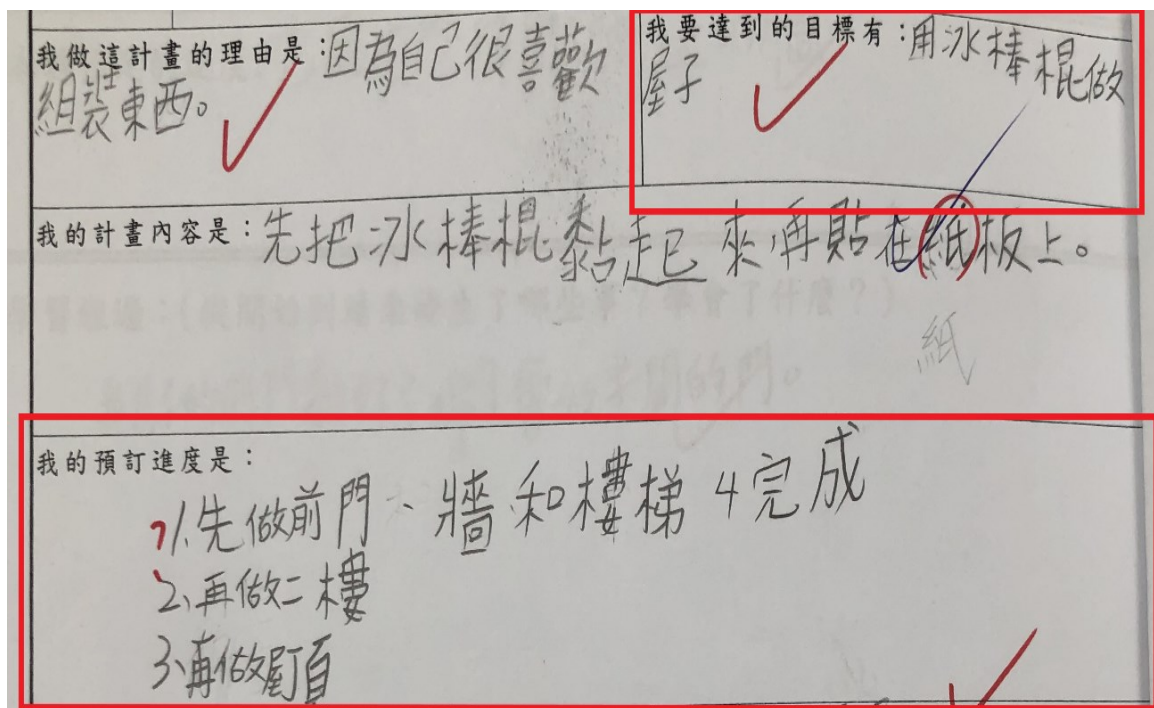 我做這計畫的理由是：因為自己很喜歡
組裝東西。
我要達到的目標有：用冰棒棍做
屋子
我的計畫內容是：先把冰棒棍黏起來，再貼在紙板上。
紙
我的預訂進度是：
1.先做前門、牆和樓梯 4完成
2、再做二樓
3、再做屋頂